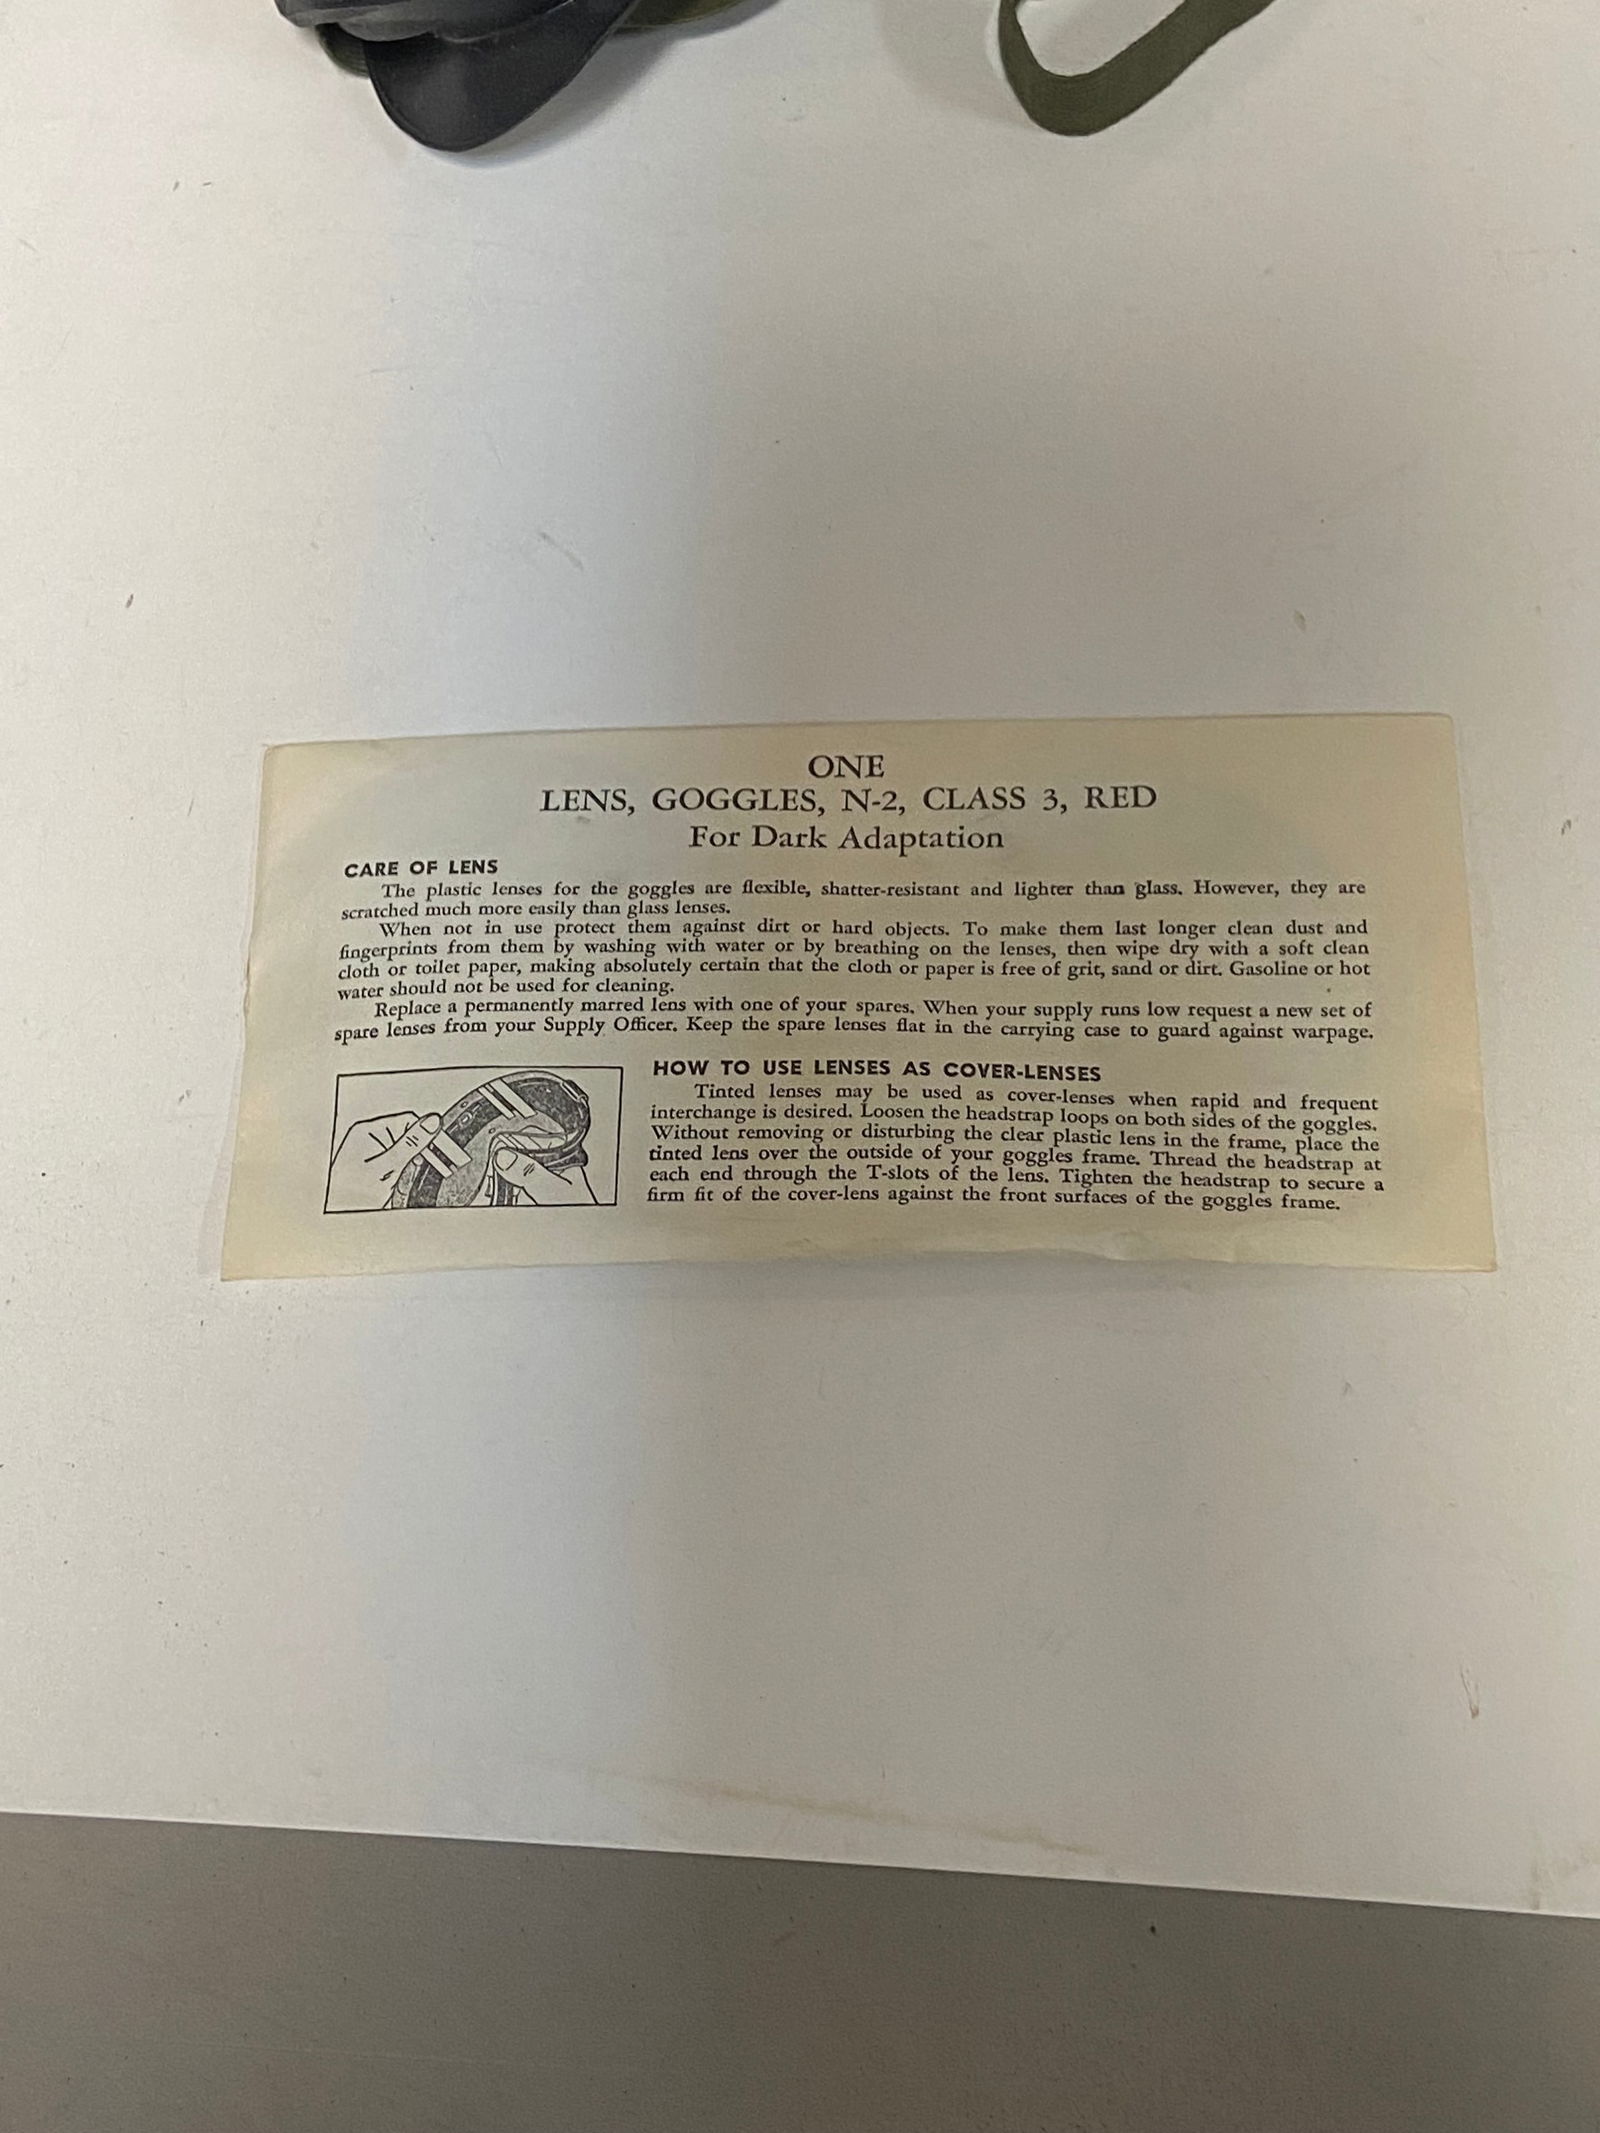 ONE
LENS, GOGGLES, N-2, CLASS 3, RED
For Dark Adaptation
CARE OF LENS
The plastic lenses for the goggles are flexible, shatter-resistant and lighter than glass. However, they are
scratched much more easily than glass lenses.
When not in use protect them against dirt or hard objects. To make them last longer clean dust and
fingerprints from them by washing with water or by breathing on the lenses, then wipe dry with a soft clean
cloth or toilet paper, making absolutely certain that the cloth or paper is free of grit, sand or dirt. Gasoline or hot
water should not be used for cleaning.
Replace a permanently marred lens with one of your spares. When your supply runs low request a new set of
spare lenses from your Supply Officer. Keep the spare lenses flat in the carrying case to guard against warpage.
HOW TO USE LENSES AS COVER-LENSES
Tinted lenses may be used as cover-lenses when rapid and frequent
interchange is desired. Loosen the headstrap loops on both sides of the goggles.
Without removing or disturbing the clear plastic lens in the frame, place the
tinted lens over the outside of your goggles frame. Thread the headstrap at
each end through the T-slots of the lens. Tighten the headstrap to secure a
firm fit of the cover-lens against the front surfaces of the goggles frame.